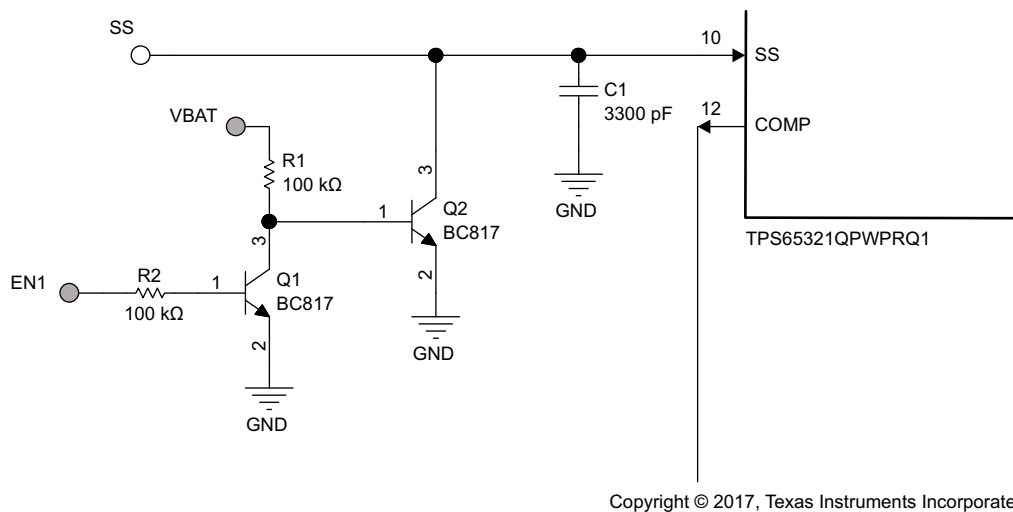 SS
10
SS
C1
3300 pF
12
COMP
VBAT
R1
100 kΩ
3
GND
1
Q2
BC817
TPS65321QPWPRQ1
3
2
EN1
R2
1
Q1
100 kΩ
BC817
GND
2
GND
Copyright © 2017, Texas Instruments Incorporate